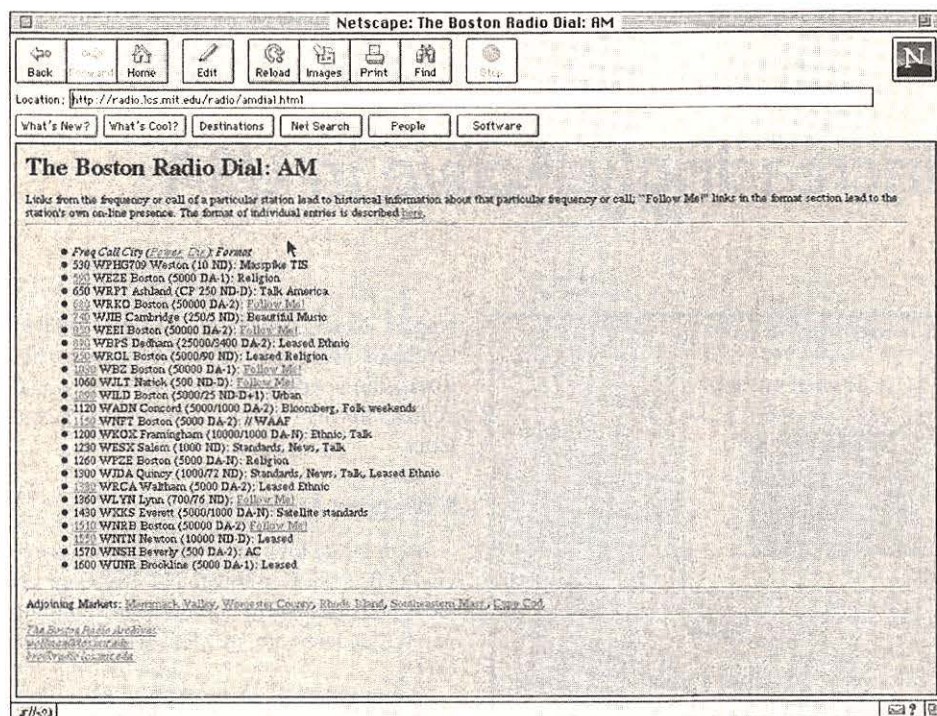 Netscape: The Boston Radio Dial: AM
Back Forward Home Edit Reload Images Print Find Stop
N
Location: http://radio.lcs.mit.edu/radio/amdial.html
What's New? What's Cool? Destinations Net Search People Software
The Boston Radio Dial: AM
Links from the frequency or call of a particular station lead to historical information about that particular frequency or call; "Follow Me!" links in the format section lead to the
station's own on-line presence. The format of individual entries is described here.
• Freq Call City (Power Dir): Format
• 530 WPHG709 Weston (10 ND): Masspike TIS
• 590 WEZE Boston (5000 DA-1): Religion
• 650 WRPT Ashland (CP 250 ND-D): Talk America
• 680 WRKO Boston (50000 DA-2): Follow Me!
• 740 WJIB Cambridge (250/5 ND): Beautiful Music
• 850 WEEI Boston (50000 DA-2): Follow Me!
• 890 WBPS Dedham (25000/3400 DA-2): Leased Ethnic
• 950 WROL Boston (5000/90 ND): Leased Religion
• 1030 WBZ Boston (50000 DA-1): Follow Me!
• 1060 WJLT Natick (500 ND-D): Follow Me!
• 1090 WILD Boston (5000/25 ND-D+1): Urban
• 1120 WADN Concord (5000/1000 DA-2): Bloomberg, Folk weekends
• 1150 WNFT Boston (5000 DA-2): // WAAF
• 1200 WKOX Framingham (10000/1000 DA-N): Ethnic, Talk
• 1230 WESX Salem (1000 ND): Standards, News, Talk
• 1260 WPZE Boston (5000 DA-N): Religion
• 1300 WJDA Quincy (1000/72 ND): Standards, News, Talk, Leased Ethnic
• 1330 WRCA Waltham (5000 DA-2): Leased Ethnic
• 1360 WLYN Lynn (700/76 ND): Follow Me!
• 1430 WXKS Everett (5000/1000 DA-N): Satellite standards
• 1510 WNRB Boston (50000 DA-2) Follow Me!
• 1550 WNTN Newton (10000 ND-D): Leased
• 1570 WNSH Beverly (500 DA-2): AC
• 1600 WUNR Brookline (5000 DA-1): Leased
Adjoining Markets: Merrimack Valley, Worcester County, Rhode Island, Southeastern Mass., Cape Cod
The Boston Radio Archives